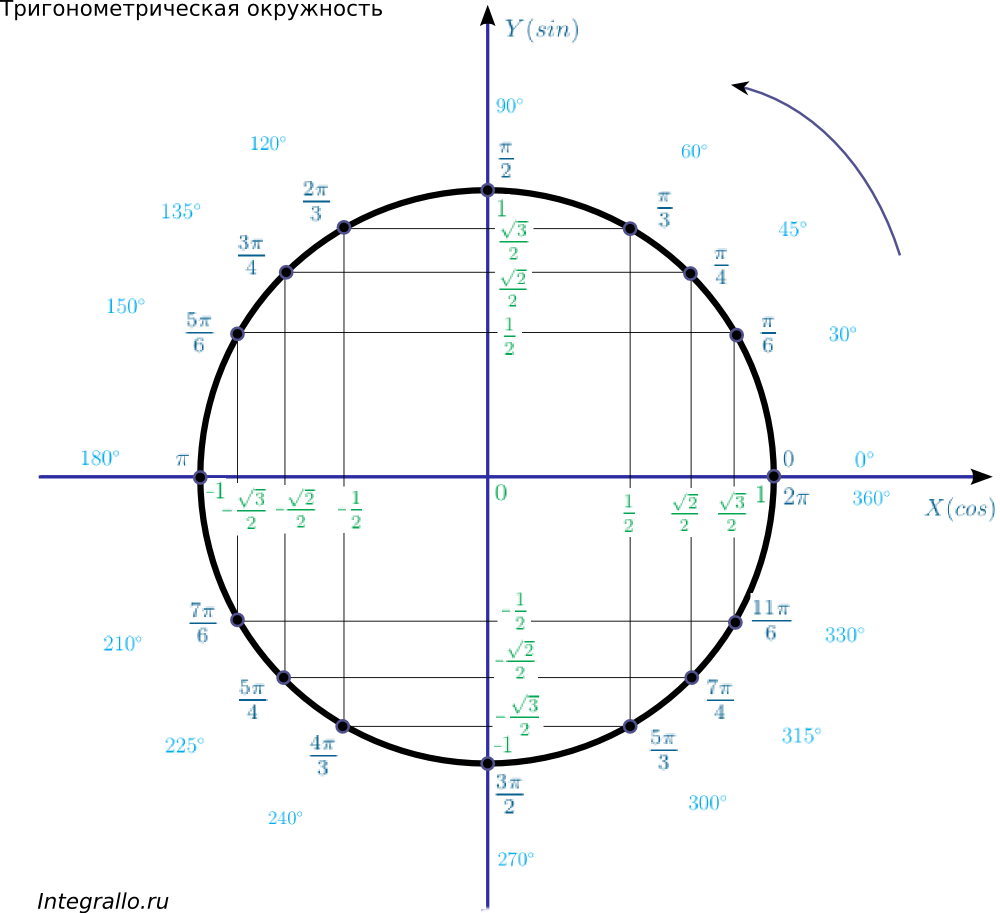 Тригонометрическая окружность
Y(sin)
90°
π/2
120°
60°
2π/3
π/3
135°
45°
3π/4
π/4
150°
30°
5π/6
π/6
1
√3/2
√2/2
1/2
180°
π
0
0°
-1
-√3/2
-√2/2
-1/2
0
1/2
√2/2
√3/2
1
2π
360°
X(cos)
-1/2
-√2/2
-√3/2
-1
7π/6
11π/6
210°
330°
5π/4
7π/4
225°
315°
4π/3
5π/3
240°
300°
3π/2
270°
Integrallo.ru